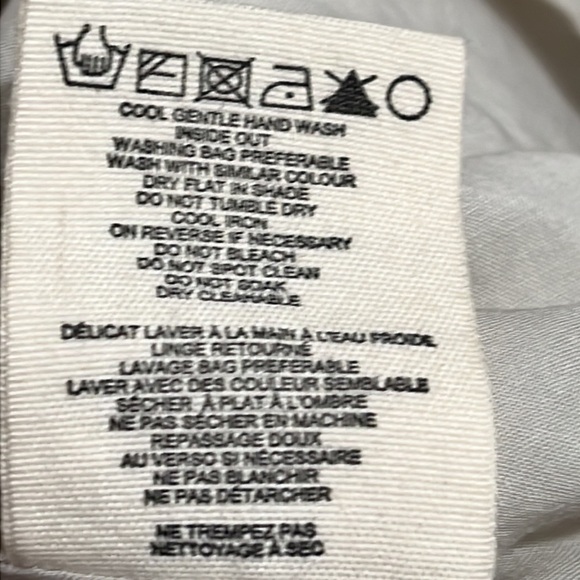 COOL GENTLE HAND WASH
INSIDE OUT
WASHING BAG PREFERABLE
WASH WITH SIMILAR COLOUR
DRY FLAT IN SHADE
DO NOT TUMBLE DRY
COOL IRON
ON REVERSE IF NECESSARY
DO NOT BLEACH
DO NOT SPOT CLEAN
DO NOT SOAK
DRY CLEANABLE
DÉLICAT LAVER À LA MAIN À L'EAU FROIDE
LINGE RETOURNÉ
LAVAGE BAG PREFERABLE
LAVER AVEC DES COULEUR SEMBLABLE
SÉCHER À PLAT À L'OMBRE
NE PAS SÉCHER EN MACHINE
REPASSAGE DOUX
AU VERSO SI NÉCESSAIRE
NE PAS BLANCHIR
NE PAS DÉTARCHER
NE TREMPEZ PAS
NETTOYAGE À SEC